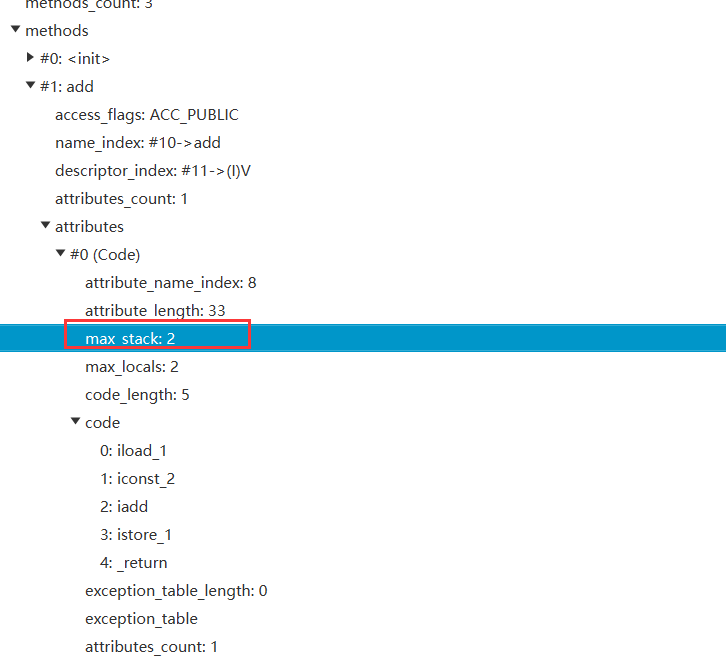 methods_count: 3
methods
#0: <init>
#1: add
access_flags: ACC_PUBLIC
name_index: #10->add
descriptor_index: #11->(I)V
attributes_count: 1
attributes
#0 (Code)
attribute_name_index: 8
attribute_length: 33
max_stack: 2
max_locals: 2
code_length: 5
code
0: iload_1
1: iconst_2
2: iadd
3: istore_1
4: _return
exception_table_length: 0
exception_table
attributes_count: 1